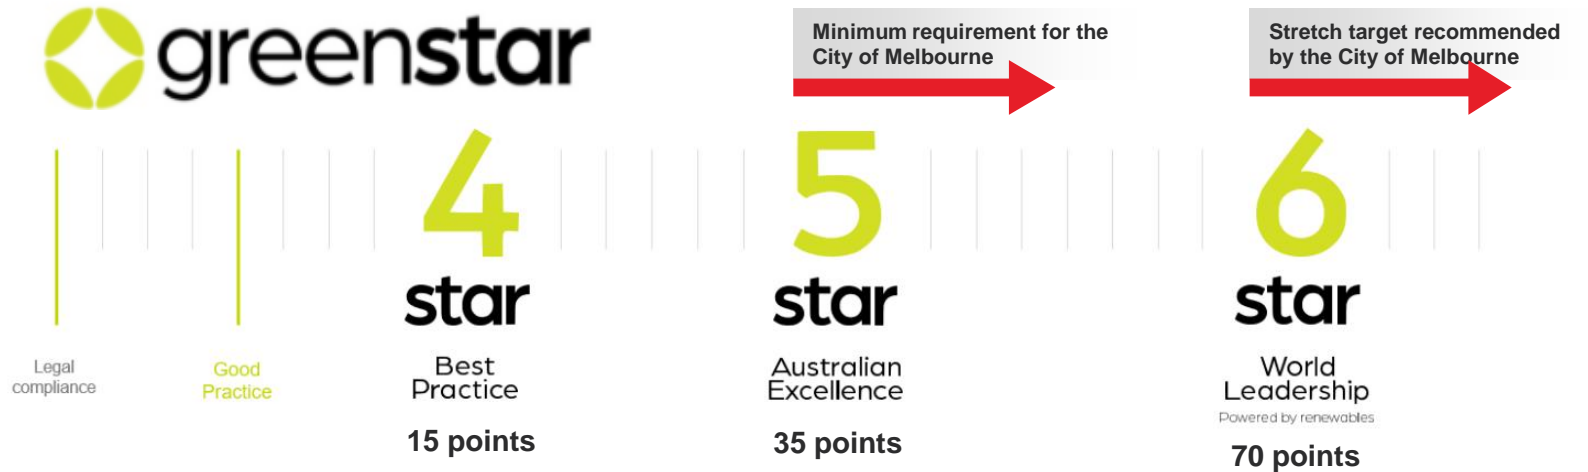 greenstar
Minimum requirement for the
City of Melbourne
Stretch target recommended
by the City of Melbourne
Legal
compliance
Good
Practice
4
star
Best
Practice
15 points
5
star
Australian
Excellence
35 points
6
star
World
Leadership
Powered by renewables
70 points